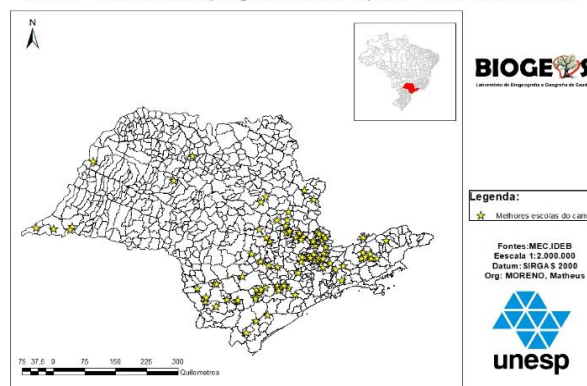 N
BIOGEOS
Laboratório de Biogeografia e Geografia da Saúde
Legenda:
Melhores escolas do cam
Fontes:MEC,IDEB
Eescala 1:2.000.000
Datum: SIRGAS 2000
Org: MORENO, Matheus
unesp
75 37,5 0 75 150 225 300
Quilometros